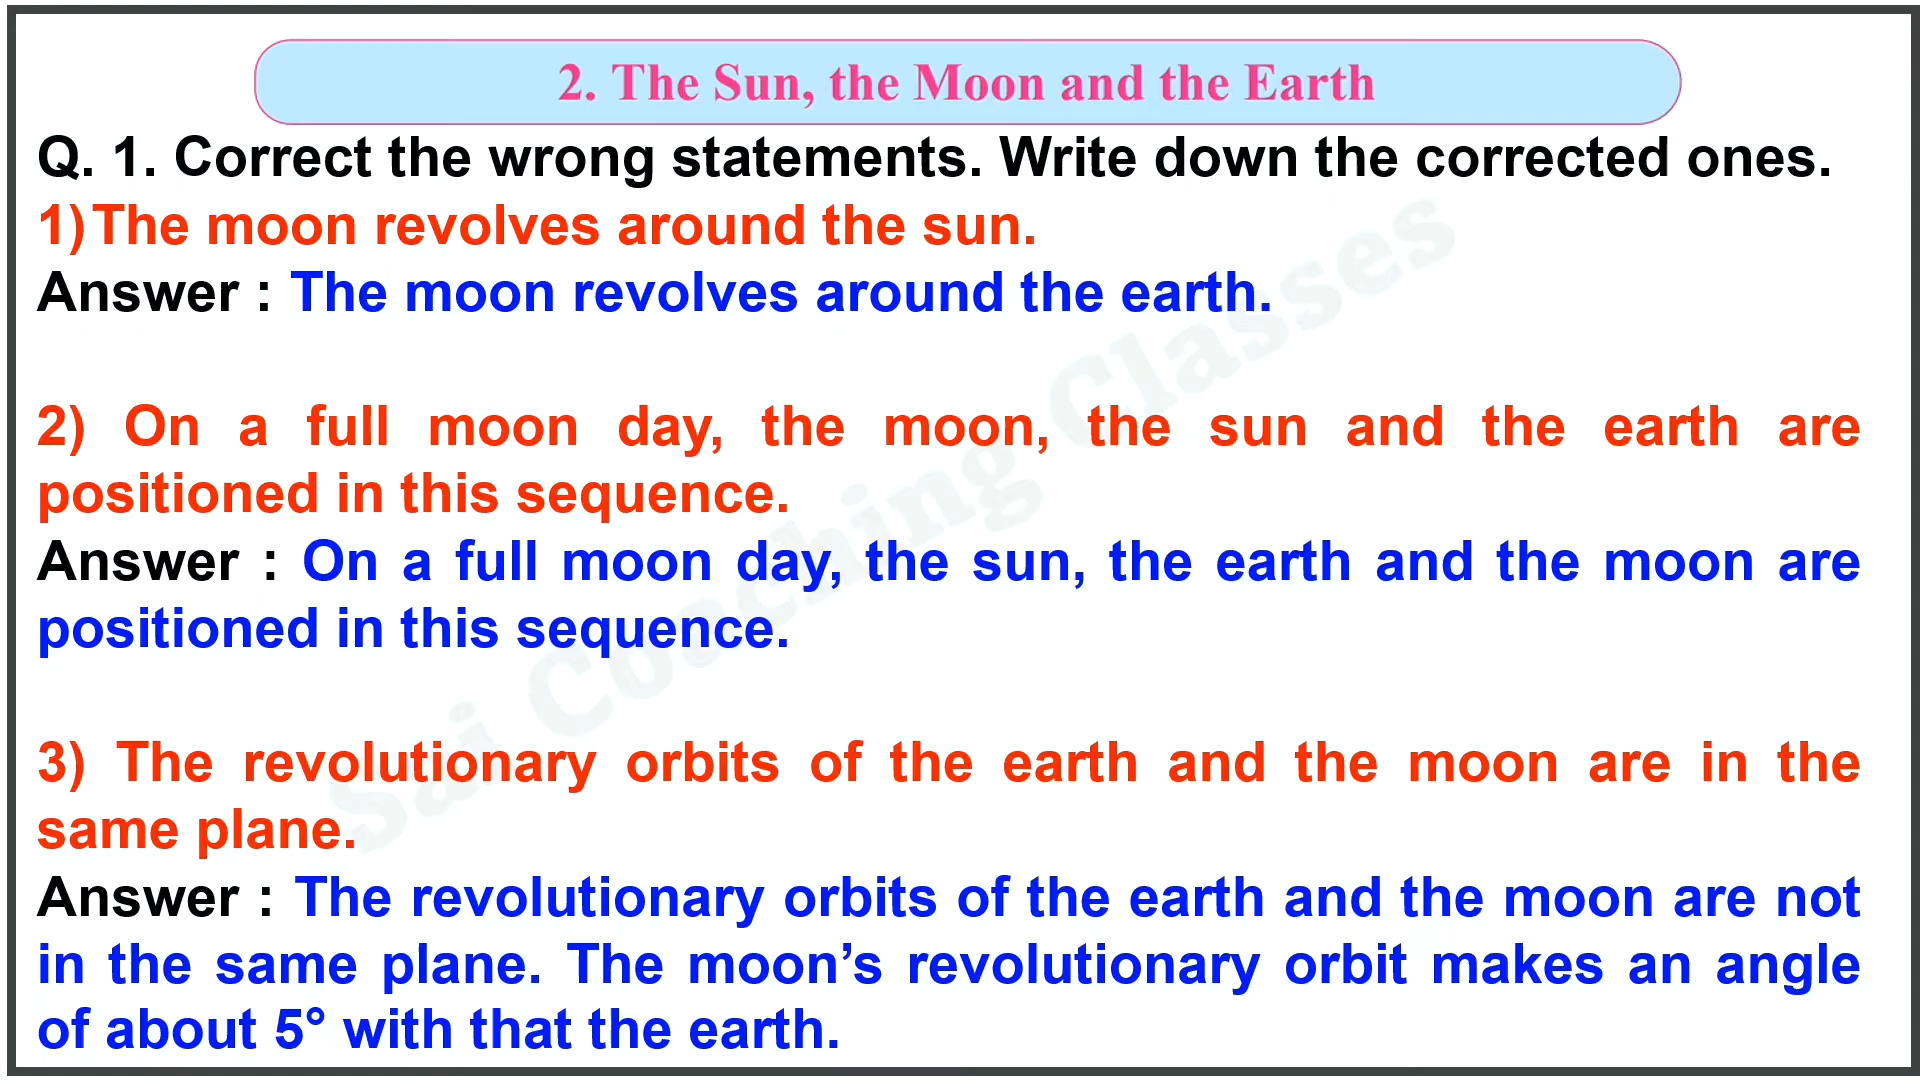 2. The Sun, the Moon and the Earth
Q. 1. Correct the wrong statements. Write down the corrected ones.
1) The moon revolves around the sun.
Answer : The moon revolves around the earth.
2) On a full moon day, the moon, the sun and the earth are
positioned in this sequence.
Answer : On a full moon day, the sun, the earth and the moon are
positioned in this sequence.
3) The revolutionary orbits of the earth and the moon are in the
same plane.
Answer : The revolutionary orbits of the earth and the moon are not
in the same plane. The moon’s revolutionary orbit makes an angle
of about 5° with that the earth.
Sai Coaching Classes